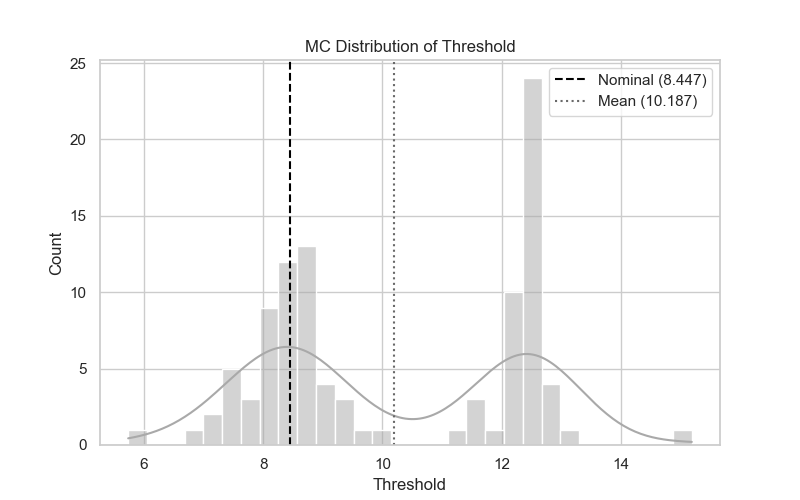 MC Distribution of Threshold
Nominal (8.447)
Mean (10.187)
25
20
15
10
5
0
Count
6
8
10
12
14
Threshold